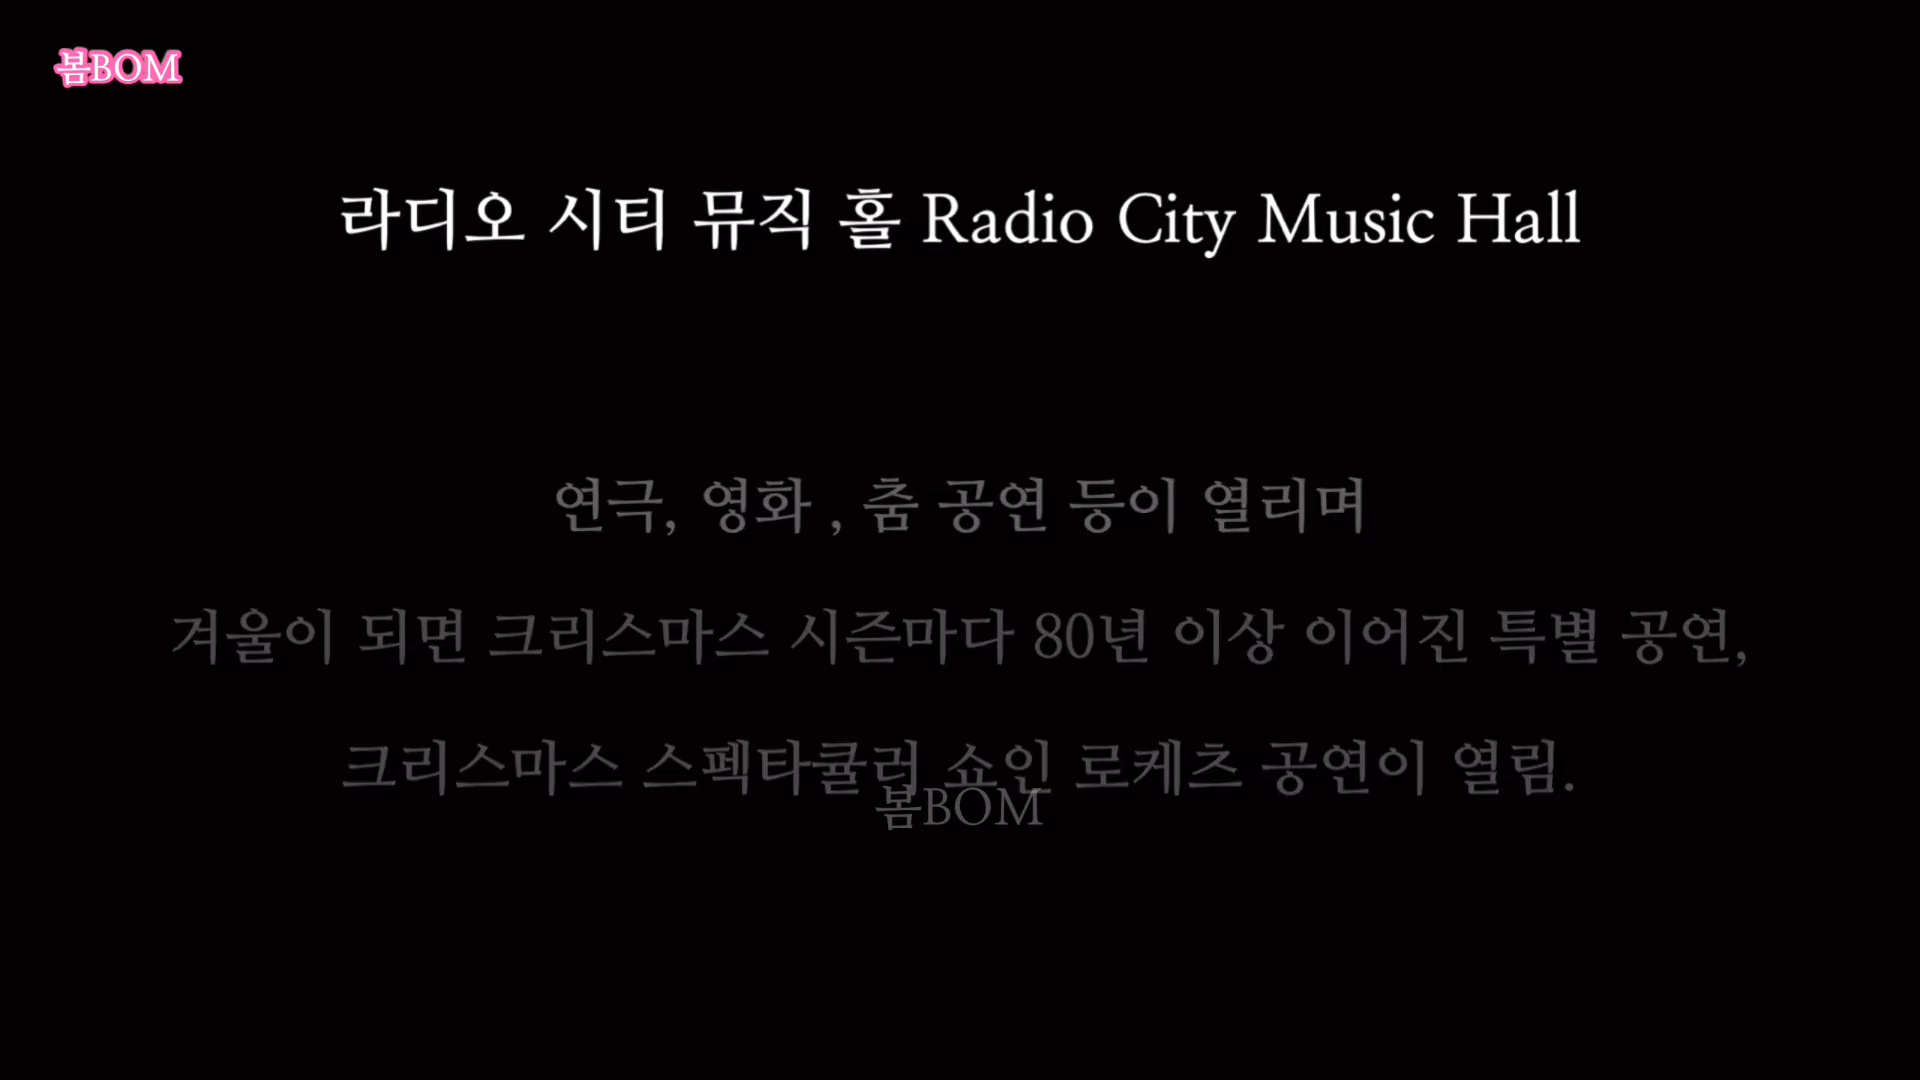 봄BOM
라디오 시티 뮤직 홀 Radio City Music Hall
연극, 영화 , 춤 공연 등이 열리며
겨울이 되면 크리스마스 시즌마다 80년 이상 이어진 특별 공연,
크리스마스 스펙타큘러 쇼인 로케츠 공연이 열림.
봄BOM